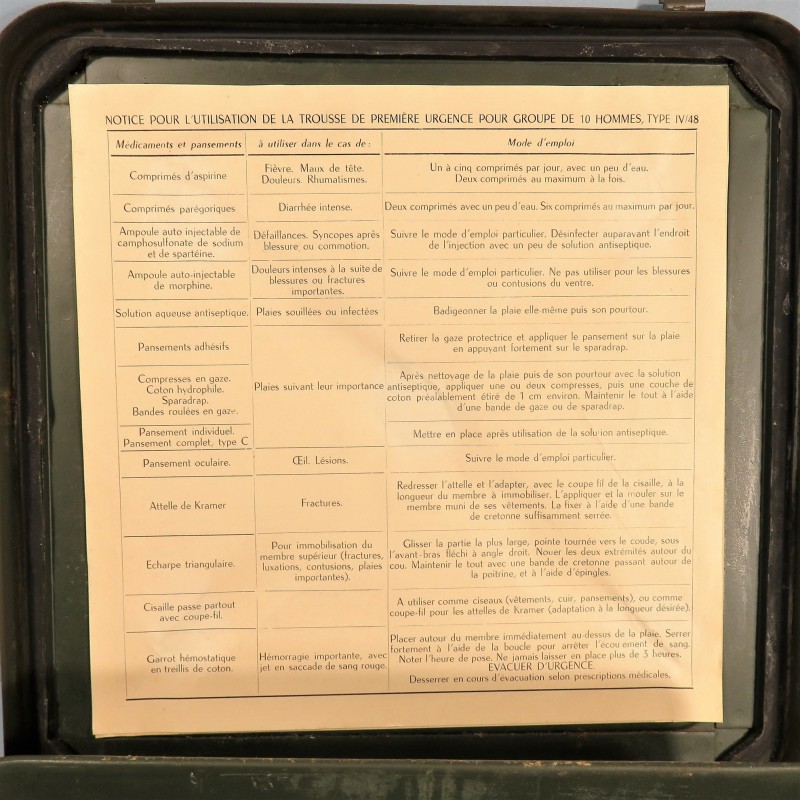 NOTICE POUR L'UTILISATION DE LA TROUSSE DE PREMIÈRE URGENCE POUR GROUPE DE 10 HOMMES, TYPE IV/48
Médicaments et pansements
à utiliser dans le cas de :
Mode d'emploi
Comprimés d'aspirine
Fièvre. Maux de tête.
Douleurs. Rhumatismes.
Un à cinq comprimés par jour, avec un peu d'eau.
Deux comprimés au maximum à la fois.
Comprimés parégoriques
Diarrhée intense.
Deux comprimés avec un peu d'eau. Six comprimés au maximum par jour.
Ampoule auto injectable de
camphosulfonate de sodium
et de spartéine.
Défaillances. Syncopes après
blessure ou commotion.
Suivre le mode d'emploi particulier. Désinfecter auparavant l'endroit
de l'injection avec un peu de solution antiseptique.
Ampoule auto-injectable
de morphine.
Douleurs intenses à la suite de
blessures ou fractures
importantes.
Suivre le mode d'emploi particulier. Ne pas utiliser pour les blessures
ou contusions du ventre.
Solution aqueuse antiseptique.
Plaies souillées ou infectées
Badigeonner la plaie elle-même puis son pourtour.
Pansements adhésifs
Retirer la gaze protectrice et appliquer le pansement sur la plaie
en appuyant fortement sur le sparadrap.
Compresses en gaze.
Coton hydrophile.
Sparadrap.
Bandes roulées en gaze.
Plaies suivant leur importance
Après nettoyage de la plaie puis de son pourtour avec la solution
antiseptique, appliquer une ou deux compresses, puis une couche de
coton préalablement étiré de 1 cm environ. Maintenir le tout à l'aide
d'une bande de gaze ou de sparadrap.
Pansement individuel.
Pansement complet, type C
Mettre en place après utilisation de la solution antiseptique.
Pansement oculaire.
Œil. Lésions.
Suivre le mode d'emploi particulier.
Attelle de Kramer
Fractures.
Redresser l'attelle et l'adapter, avec le coupe fil de la cisaille, à la
longueur du membre à immobiliser. L'appliquer et la mouler sur le
membre muni de ses vêtements. La fixer à l'aide d'une bande
de cretonne suffisamment serrée.
Echarpe triangulaire.
Pour immobilisation du
membre supérieur (fractures,
luxations, contusions, plaies
importantes).
Glisser la partie la plus large, pointe tournée vers le coude, sous
l'avant-bras fléchi à angle droit. Nouer les deux extrémités autour du
cou. Maintenir le tout avec une bande de cretonne passant autour de
la poitrine, et à l'aide d'épingles.
Cisaille passe partout
avec coupe-fil.
A utiliser comme ciseaux (vêtements, cuir, pansements), ou comme
coupe-fil pour les attelles de Kramer (adaptation à la longueur désirée).
Garrot hémostatique
en treillis de coton.
Hémorragie importante, avec
jet en saccade de sang rouge.
Placer autour du membre immédiatement au-dessus de la plaie. Serrer
fortement à l'aide de la boucle pour arrêter l'écoulement de sang.
Noter l'heure de pose. Ne jamais laisser en place plus de 3 heures.
EVACUER D'URGENCE.
Desserrer en cours d'évacuation selon prescriptions médicales.